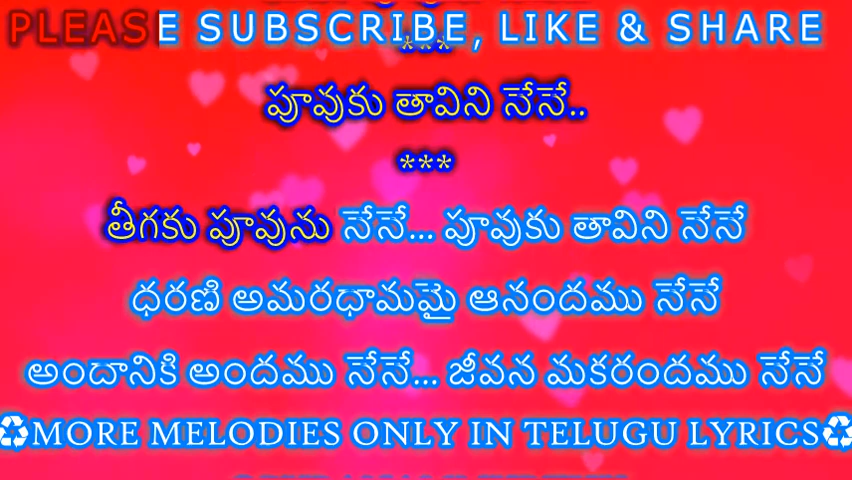 PLEASE SUBSCRIBE, LIKE & SHARE
***
పూవుకు తావిని నేనే..
***
తీగకు పూవును నేనే... పూవుకు తావిని నేనే
ధరణి అమరధామమై ఆనందము నేనే
అందానికి అందము నేనే... జీవన మకరందము నేనే
♻MORE MELODIES ONLY IN TELUGU LYRICS♻